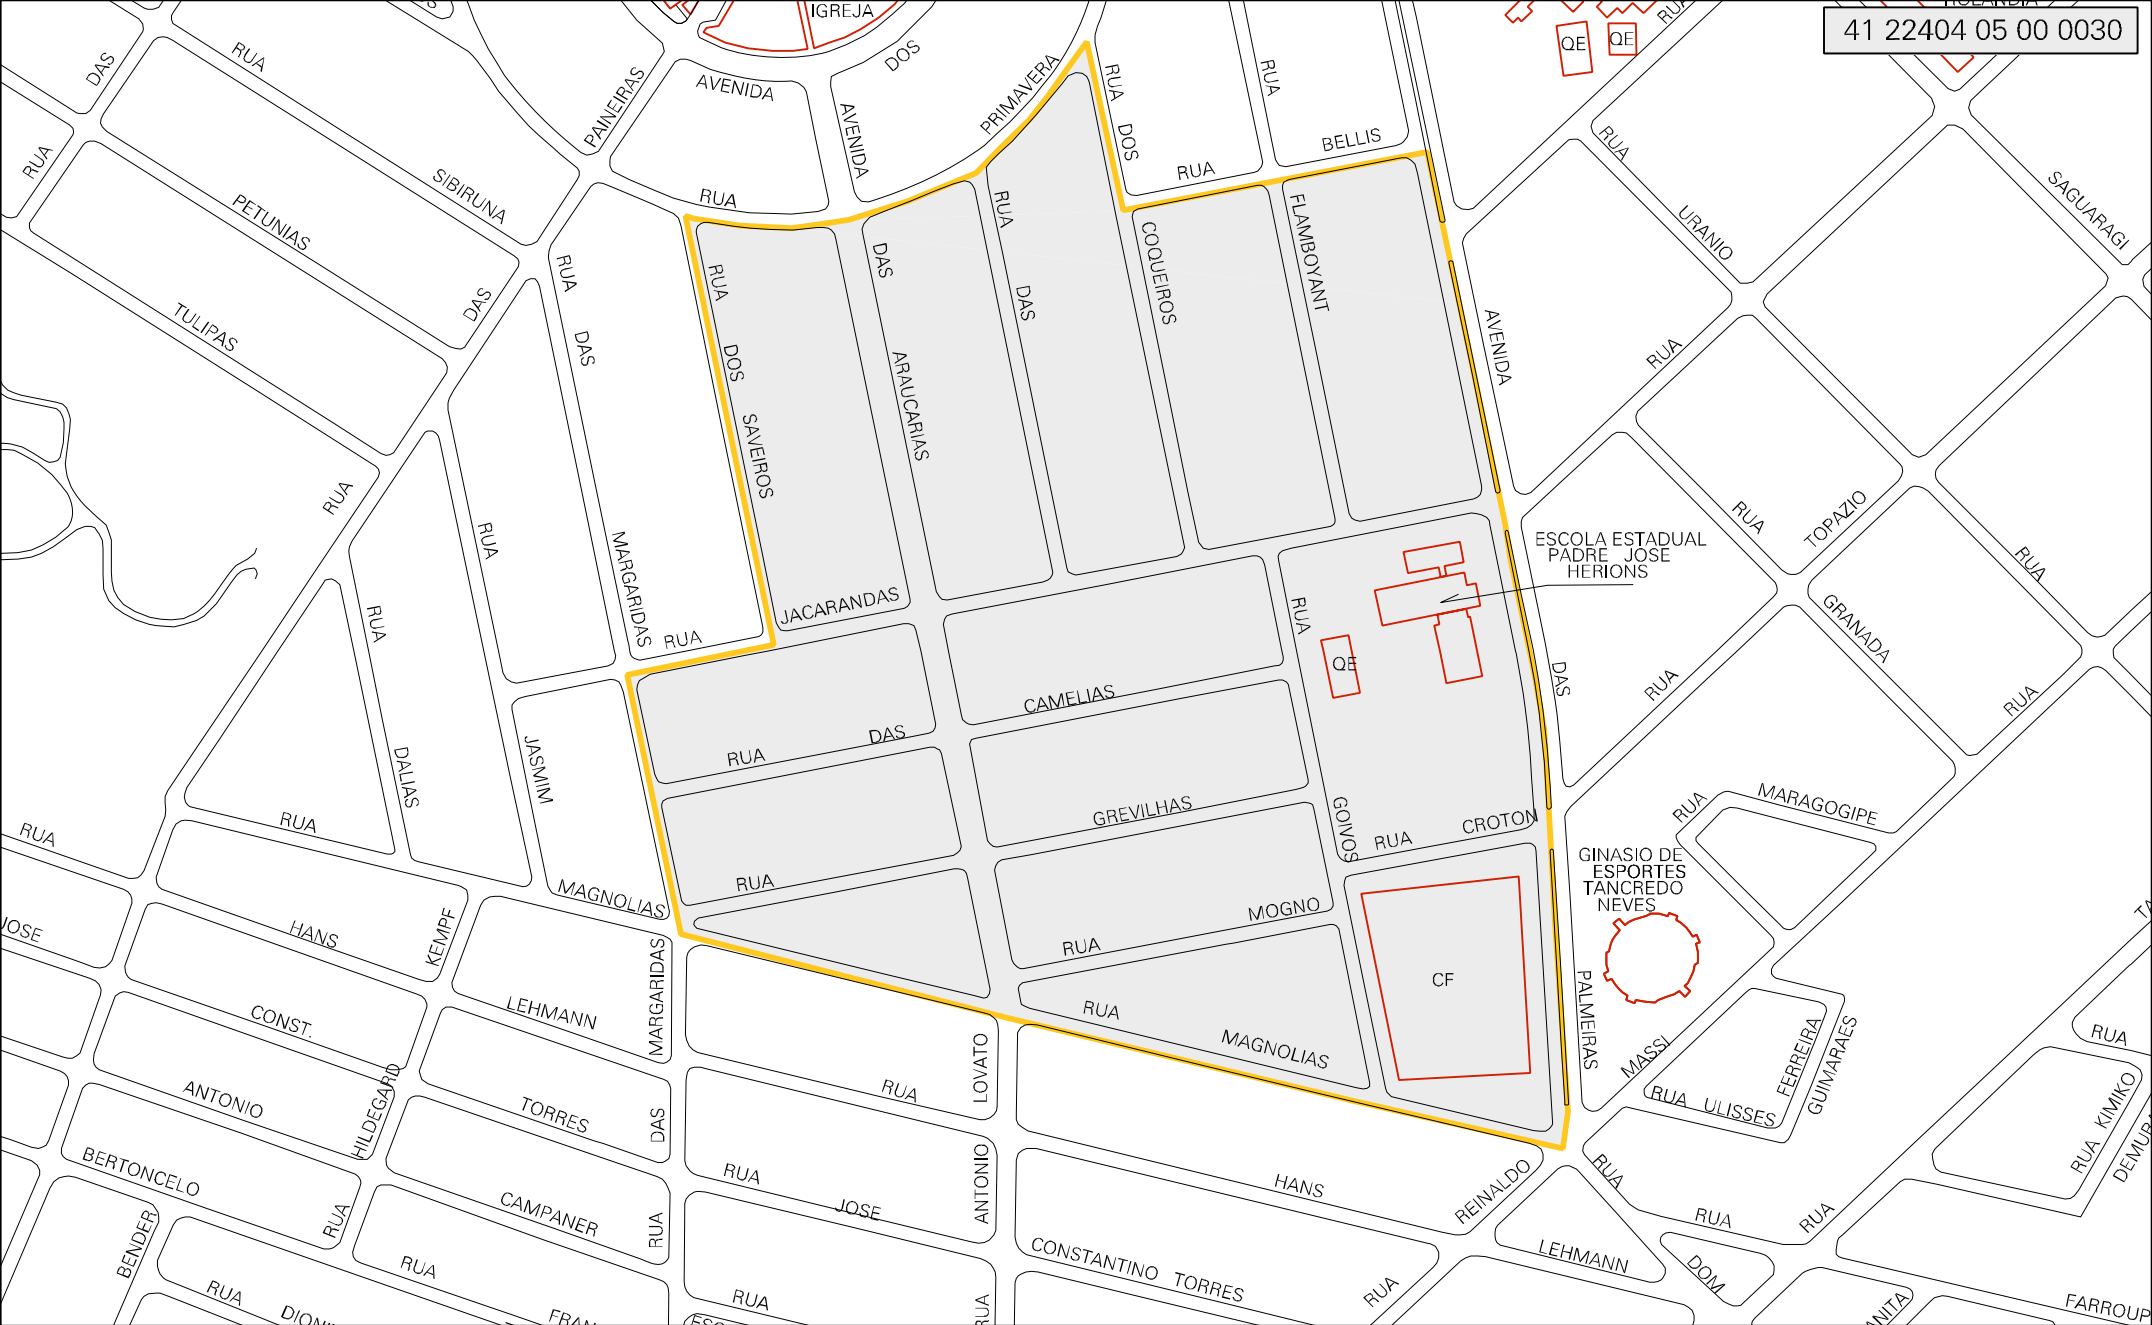 IGREJA
ROLANDIA
41 22404 05 00 0030
QE
QE
RUA
DAS
RUA
AVENIDA
DOS
PAINEIRAS
AVENIDA
PRIMAVERA
RUA
DOS
RUA
BELLIS
RUA
RUA
RUA
SIBIRUNA
PETUNIAS
RUA
RUA
RUA
URANIO
SAGUARAGI
TULIPAS
DAS
RUA
DAS
RUA
DOS
SAVEIROS
DAS
ARAUCARIAS
RUA
DAS
COQUEIROS
FLAMBOYANT
AVENIDA
RUA
RUA
RUA
MARGARIDAS
RUA
JACARANDAS
ESCOLA ESTADUAL
PADRE JOSE
HERIONS
RUA
TOPAZIO
RUA
RUA
RUA
QE
DAS
GRANADA
RUA
RUA
CAMELIAS
DAS
RUA
DALIAS
JASMIM
RUA
RUA
GREVILHAS
RUA
GOIVOS
RUA
CROTON
RUA
MARAGOGIPE
GINASIO DE
ESPORTES
TANCREDO
NEVES
MAGNOLIAS
MOGNO
RUA
JOSE
HANS
KEMPF
MARGARIDAS
CF
PALMEIRAS
RUA
MAGNOLIAS
CONST.
LEHMANN
LOVATO
RUA
MASSI
FERREIRA
GUIMARAES
RUA
RUA ULISSES
RUA KIMIKO
ANTONIO
HILDEGARD
TORRES
DAS
BERTONCELO
RUA
JOSE
ANTONIO
HANS
REINALDO
RUA
RUA
RUA
BENDER
RUA
CAMPANER
RUA
RUA
CONSTANTINO TORRES
LEHMANN
DOM
RUA
RUA
RUA
RUA